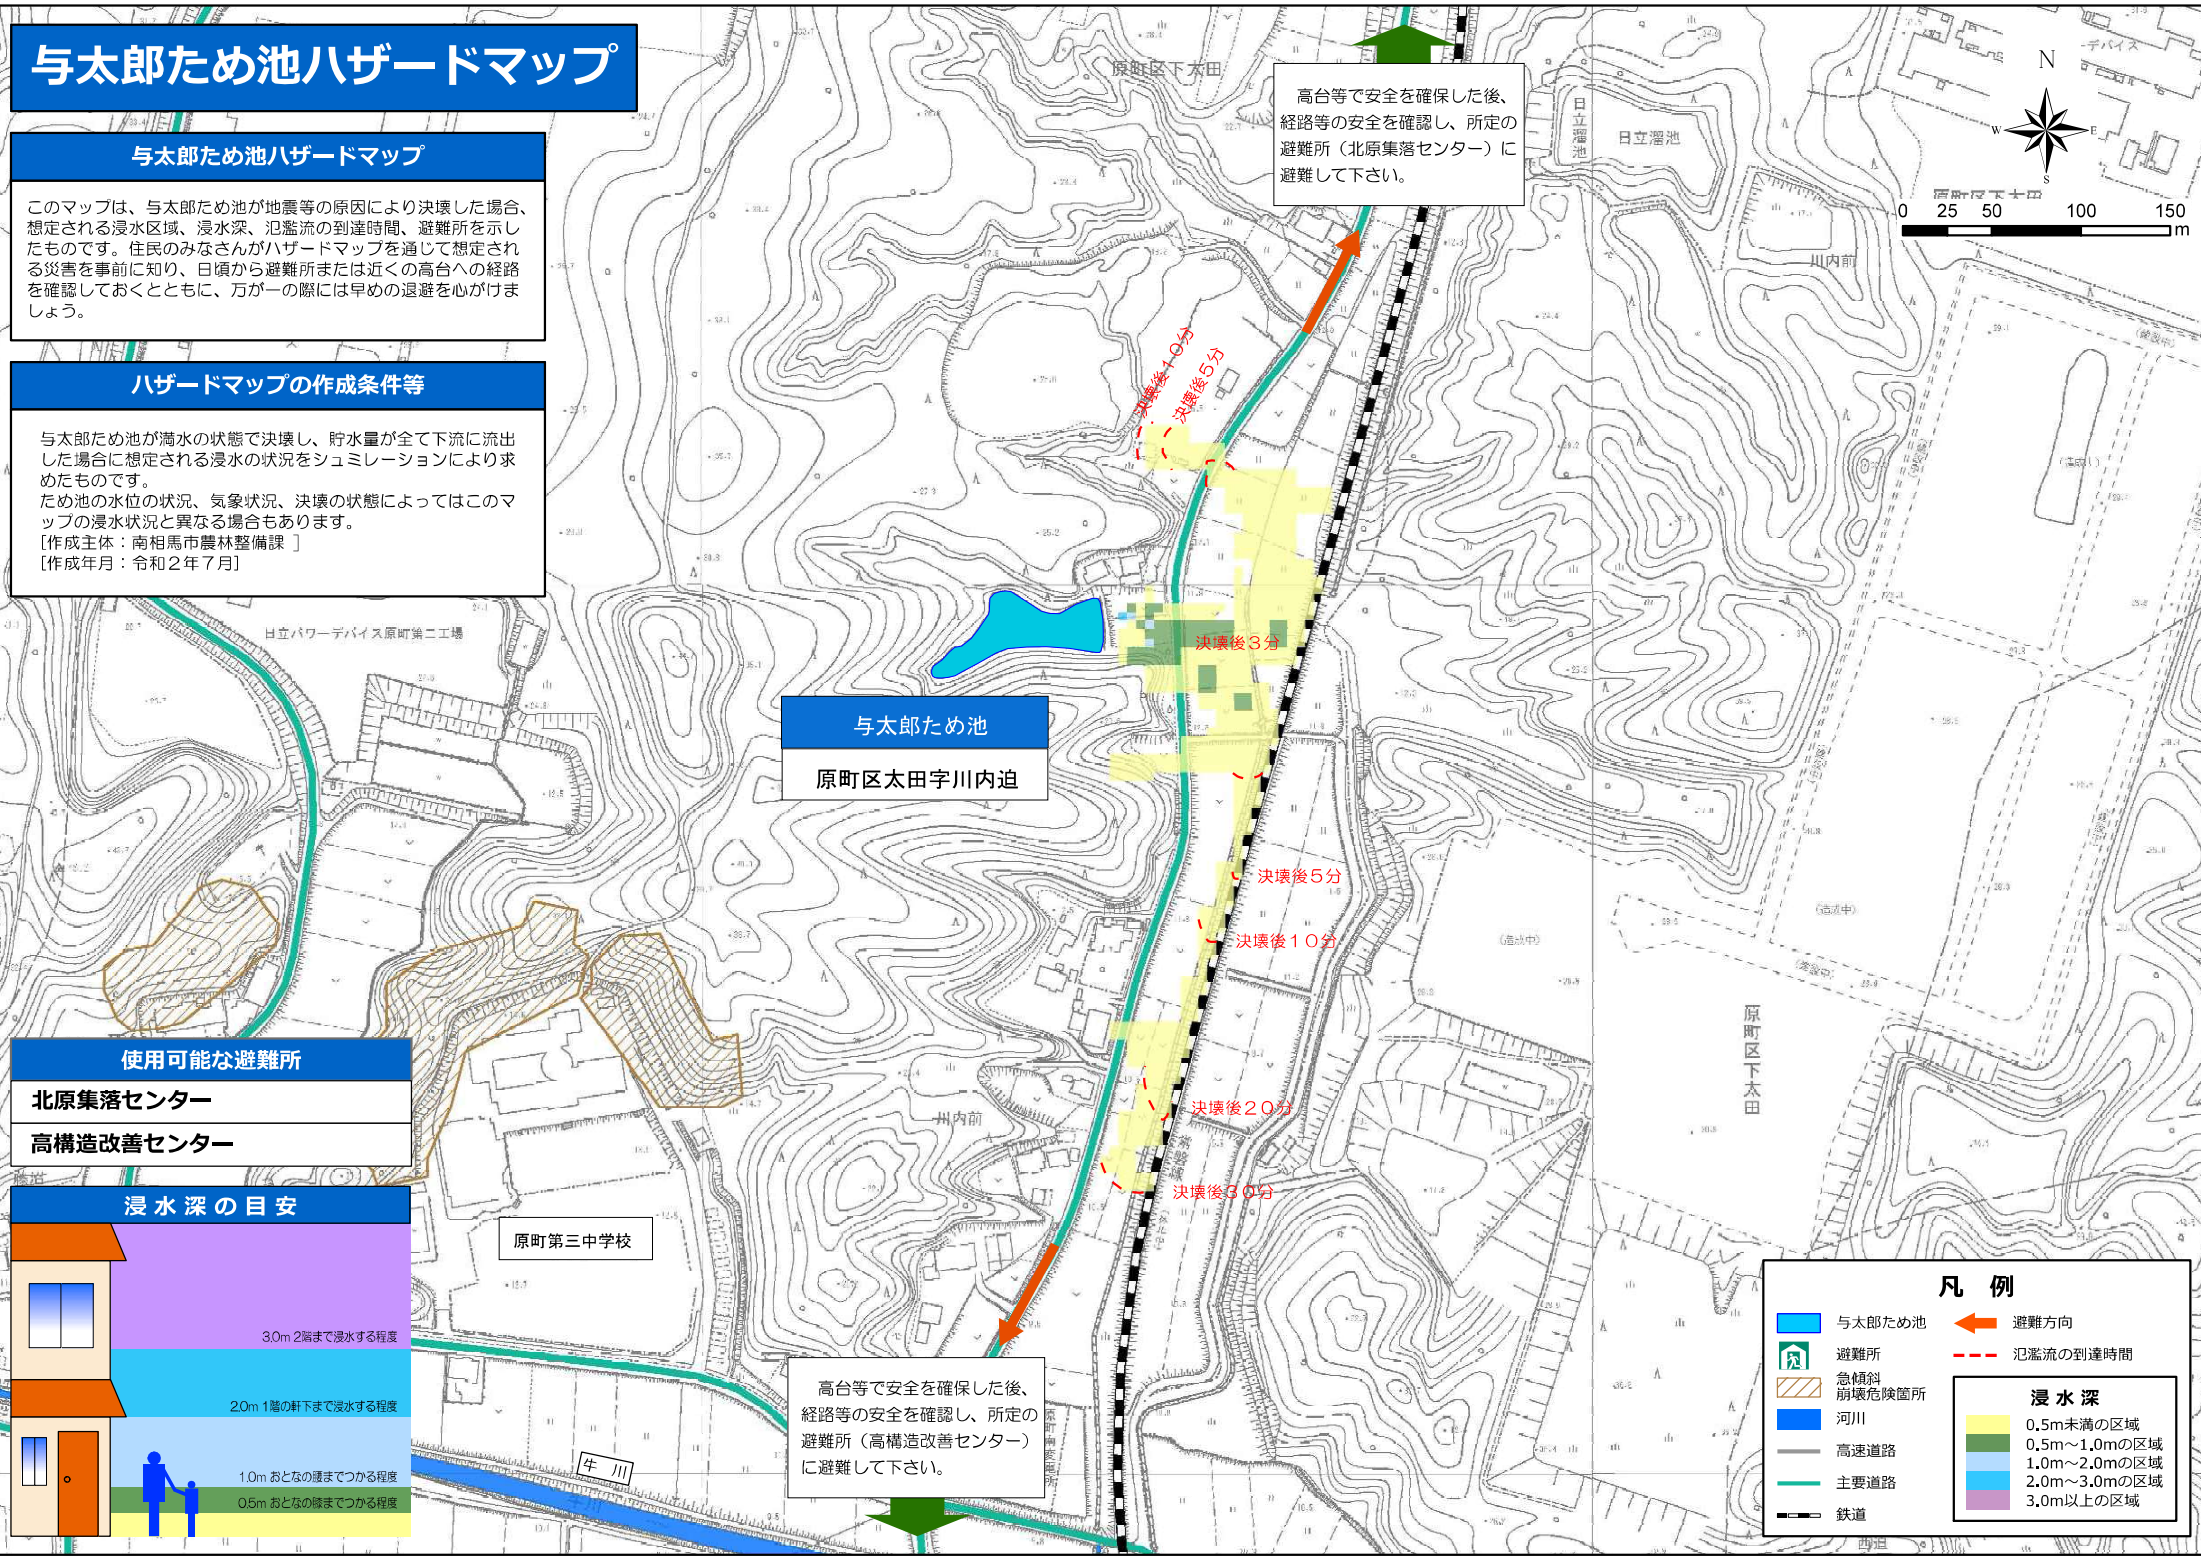 与太郎ため池ハザードマップ
与太郎ため池ハザードマップ
このマップは、与太郎ため池が地震等の原因により決壊した場合、
想定される浸水区域、浸水深、氾濫流の到達時間、避難所を示し
たものです。住民のみなさんがハザードマップを通じて想定され
る災害を事前に知り、日頃から避難所または近くの高台への経路
を確認しておくとともに、万が一の際には早めの退避を心がけま
しょう。
ハザードマップの作成条件等
与太郎ため池が満水の状態で決壊し、貯水量が全て下流に流出
した場合に想定される浸水の状況をシュミレーションにより求
めたものです。
ため池の水位の状況、気象状況、決壊の状態によってはこのマ
ップの浸水状況と異なる場合もあります。
[作成主体：南相馬市農林整備課 ]
[作成年月：令和２年７月]
日立パワーデバイス原町第二工場
原町区下太田
高台等で安全を確保した後、
経路等の安全を確認し、所定の
避難所（北原集落センター）に
避難して下さい。
日立溜池
日立溜池
デバイス
N
W
E
S
原町区下太田
0 25 50 100 150
m
川内前
決壊後１０分
決壊後５分
決壊後３分
与太郎ため池
原町区太田字川内迫
決壊後５分
決壊後１０分
決壊後２０分
決壊後３０分
(造成中)
(造成中)
原町区下太田
川内前
使用可能な避難所
北原集落センター
高構造改善センター
浸水深の目安
3.0m 2階まで浸水する程度
2.0m 1階の軒下まで浸水する程度
1.0m おとなの腰までつかる程度
0.5m おとなの膝までつかる程度
原町第三中学校
牛 川
牛川
高台等で安全を確保した後、
経路等の安全を確認し、所定の
避難所（高構造改善センター）
に避難して下さい。
凡 例
与太郎ため池
避難方向
避難所
氾濫流の到達時間
急傾斜
崩壊危険箇所
河川
高速道路
主要道路
鉄道
浸 水 深
0.5m未満の区域
0.5m～1.0mの区域
1.0m～2.0mの区域
2.0m～3.0mの区域
3.0m以上の区域